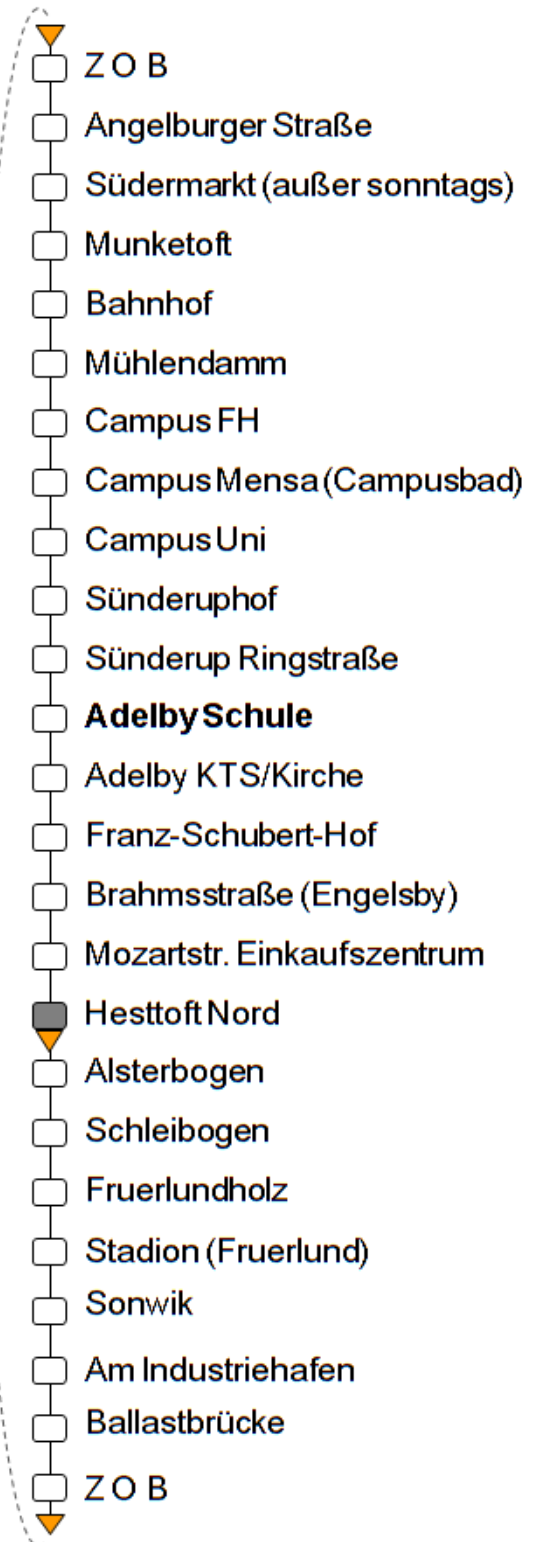 Z O B
Angelburger Straße
Südermarkt (außer sonntags)
Munketoft
Bahnhof
Mühlendamm
Campus FH
Campus Mensa (Campusbad)
Campus Uni
Sünderuphof
Sünderup Ringstraße
Adelby Schule
Adelby KTS/Kirche
Franz-Schubert-Hof
Brahmsstraße (Engelsby)
Mozartstr. Einkaufszentrum
Hesttoft Nord
Alsterbogen
Schleibogen
Fruerlundholz
Stadion (Fruerlund)
Sonwik
Am Industriehafen
Ballastbrücke
Z O B